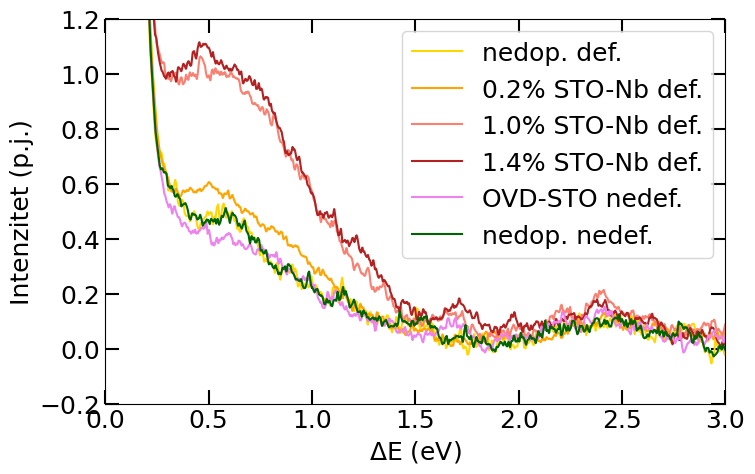 1.2
1.0
0.8
0.6
0.4
0.2
0.0
−0.2
Intenzitet (p.j.)
nedop. def.
0.2% STO-Nb def.
1.0% STO-Nb def.
1.4% STO-Nb def.
OVD-STO nedef.
nedop. nedef.
0.0 0.5 1.0 1.5 2.0 2.5 3.0
ΔE (eV)